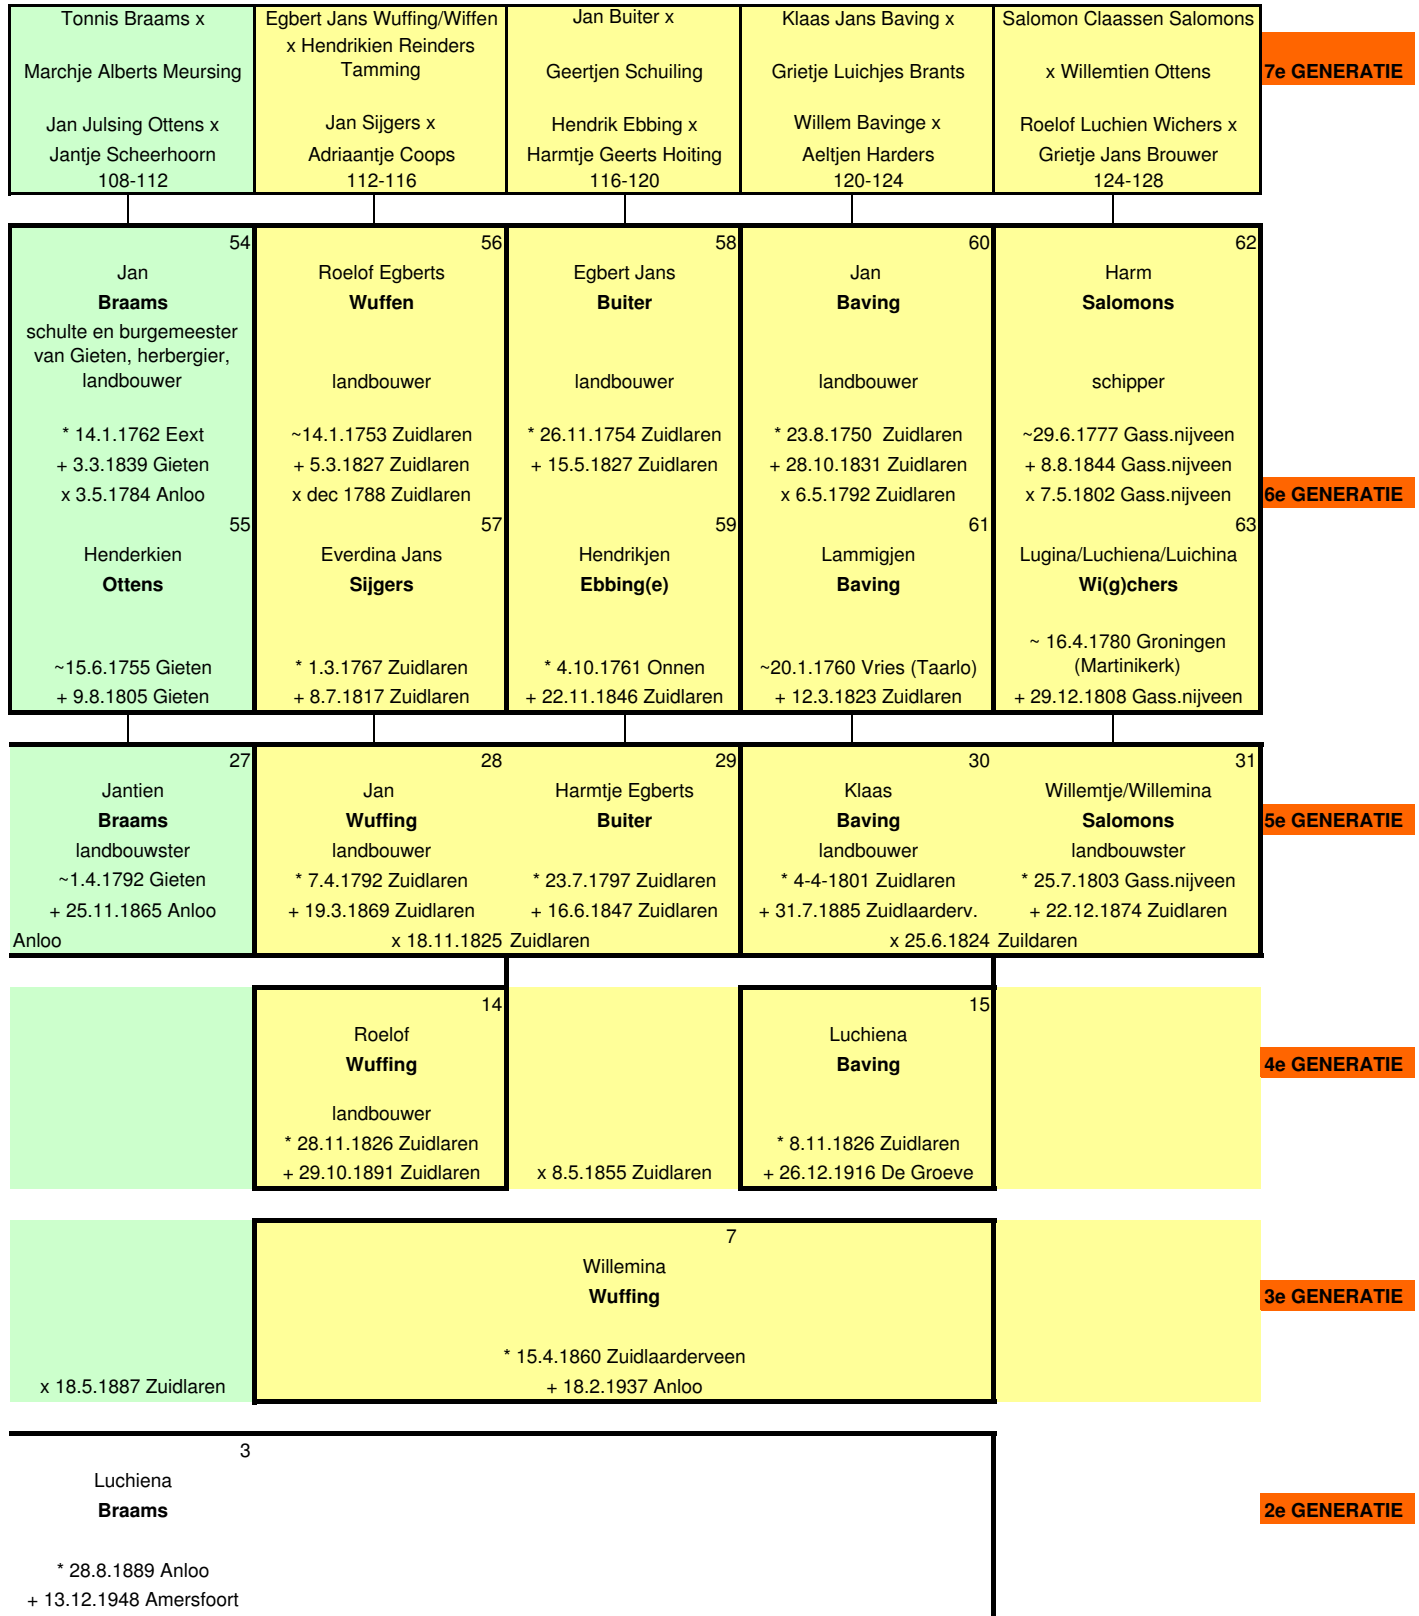 Tonnis Braams x
Marchje Alberts Meursing
Jan Julsing Ottens x
Jantje Scheerhoorn
108-112
Egbert Jans Wuffing/Wiffen
x Hendrikien Reinders
Tamming
Jan Sijgers x
Adriaantje Coops
112-116
Jan Buiter x
Geertjen Schuiling
Hendrik Ebbing x
Harmtje Geerts Hoiting
116-120
Klaas Jans Baving x
Grietje Luichjes Brants
Willem Bavinge x
Aeltjen Harders
120-124
Salomon Claassen Salomons
x Willemtien Ottens
Roelof Luchien Wichers x
Grietje Jans Brouwer
124-128
7e GENERATIE
54
Jan
Braams
schulte en burgemeester
van Gieten, herbergier,
landbouwer
* 14.1.1762 Eext
+ 3.3.1839 Gieten
x 3.5.1784 Anloo
55
Henderkien
Ottens
~15.6.1755 Gieten
+ 9.8.1805 Gieten
56
Roelof Egberts
Wuffen
landbouwer
~14.1.1753 Zuidlaren
+ 5.3.1827 Zuidlaren
x dec 1788 Zuidlaren
57
Everdina Jans
Sijgers
* 1.3.1767 Zuidlaren
+ 8.7.1817 Zuidlaren
58
Egbert Jans
Buiter
landbouwer
* 26.11.1754 Zuidlaren
+ 15.5.1827 Zuidlaren
59
Hendrikjen
Ebbing(e)
* 4.10.1761 Onnen
+ 22.11.1846 Zuidlaren
60
Jan
Baving
landbouwer
* 23.8.1750 Zuidlaren
+ 28.10.1831 Zuidlaren
x 6.5.1792 Zuidlaren
61
Lammigjen
Baving
~20.1.1760 Vries (Taarlo)
+ 12.3.1823 Zuidlaren
62
Harm
Salomons
schipper
~29.6.1777 Gass.nijveen
+ 8.8.1844 Gass.nijveen
x 7.5.1802 Gass.nijveen
63
Lugina/Luchiena/Luichina
Wi(g)chers
~ 16.4.1780 Groningen
(Martinikerk)
+ 29.12.1808 Gass.nijveen
6e GENERATIE
27
Jantien
Braams
landbouwster
~1.4.1792 Gieten
+ 25.11.1865 Anloo
Anloo
28
Jan
Wuffing
landbouwer
* 7.4.1792 Zuidlaren
+ 19.3.1869 Zuidlaren
29
Harmtje Egberts
Buiter
* 23.7.1797 Zuidlaren
+ 16.6.1847 Zuidlaren
x 18.11.1825 Zuidlaren
30
Klaas
Baving
landbouwer
* 4-4-1801 Zuidlaren
+ 31.7.1885 Zuidlaarderv.
31
Willemtje/Willemina
Salomons
landbouwster
* 25.7.1803 Gass.nijveen
+ 22.12.1874 Zuidlaren
x 25.6.1824 Zuildaren
5e GENERATIE
14
Roelof
Wuffing
landbouwer
* 28.11.1826 Zuidlaren
+ 29.10.1891 Zuidlaren
x 8.5.1855 Zuidlaren
15
Luchiena
Baving
* 8.11.1826 Zuidlaren
+ 26.12.1916 De Groeve
4e GENERATIE
x 18.5.1887 Zuidlaren
7
Willemina
Wuffing
* 15.4.1860 Zuidlaarderveen
+ 18.2.1937 Anloo
3e GENERATIE
3
Luchiena
Braams
* 28.8.1889 Anloo
+ 13.12.1948 Amersfoort
2e GENERATIE